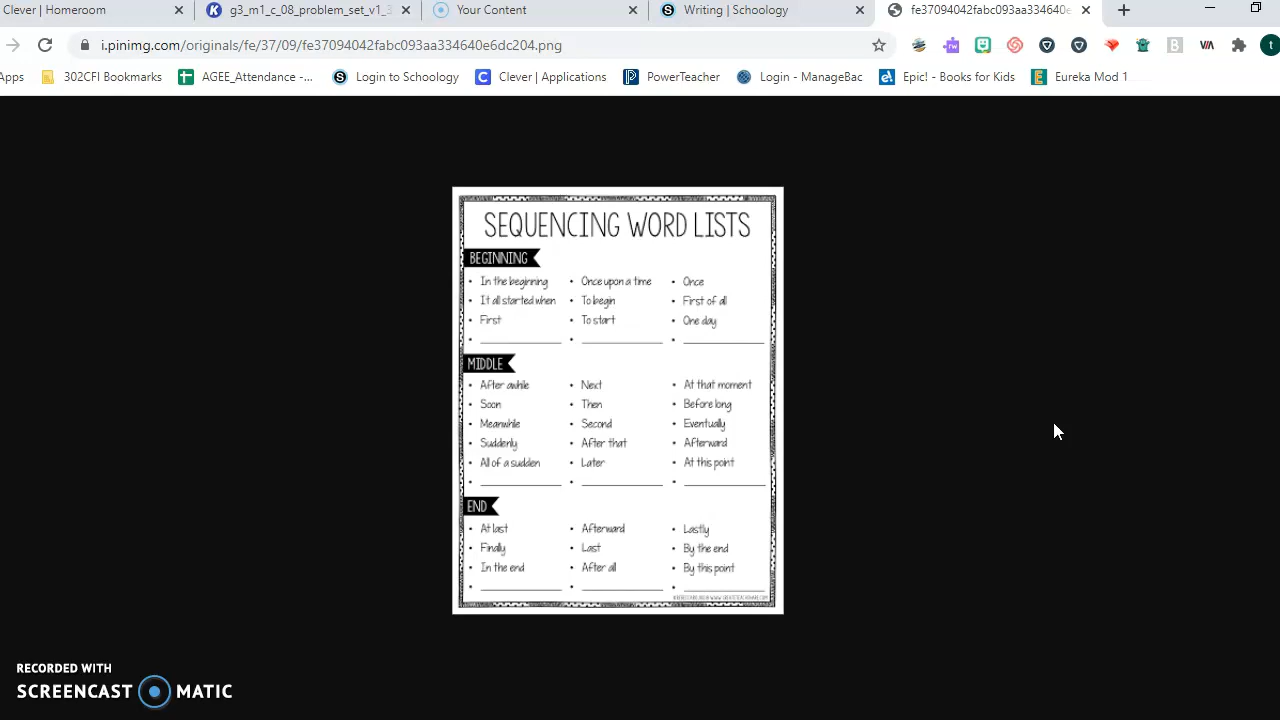 Clever | Homeroom
g3_m1_c_08_problem_set_v1_3
Your Content
Writing | Schoology
fe37094042fabc093aa334640e
i.pinimg.com/originals/fe/37/09/fe37094042fabc093aa334640e6dc204.png
Apps
302CFI Bookmarks
AGEE_Attendance -...
Login to Schoology
Clever | Applications
PowerTeacher
Login - ManageBac
Epic! - Books for Kids
Eureka Mod 1
SEQUENCING WORD LISTS
BEGINNING
• In the beginning • Once upon a time • Once
• It all started when • To begin • First of all
• First • To start • One day
MIDDLE
• After awhile • Next • At that moment
• Soon • Then • Before long
• Meanwhile • Second • Eventually
• Suddenly • After that • Afterward
• All of a sudden • Later • At this point
END
• At last • Afterward • Lastly
• Finally • Last • By the end
• In the end • After all • By this point
RECORDED WITH
SCREENCAST MATIC